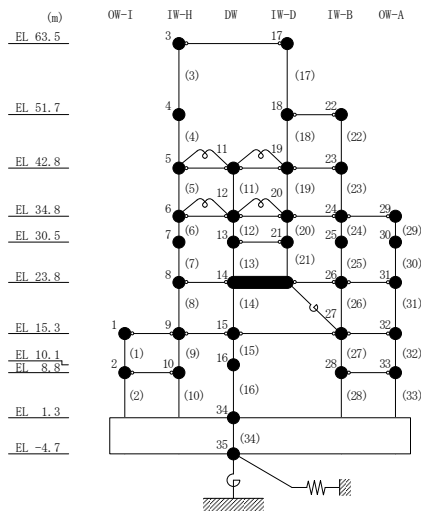 (m) OW-I IW-H DW IW-D IW-B OW-A
EL 63.5 3 17
(3) (17)
EL 51.7 4 18 22
(4) 11 19 (18) (22)
EL 42.8 5 23
(5) 12 (11) 20 (19) (23)
EL 34.8 6 24 29
(6) (12) (20) (24) (29)
EL 30.5 7 13 21 25 30
(7) (13) (21) (25) (30)
EL 23.8 8 14 26 31
(8) (14) (26) (31)
27
EL 15.3 1 9 15 32
(1) (9) (15) (27) (32)
EL 10.1 16
EL 8.8 2 10 28 33
(2) (10) (16) (28) (33)
EL 1.3 34
(34)
EL -4.7 35